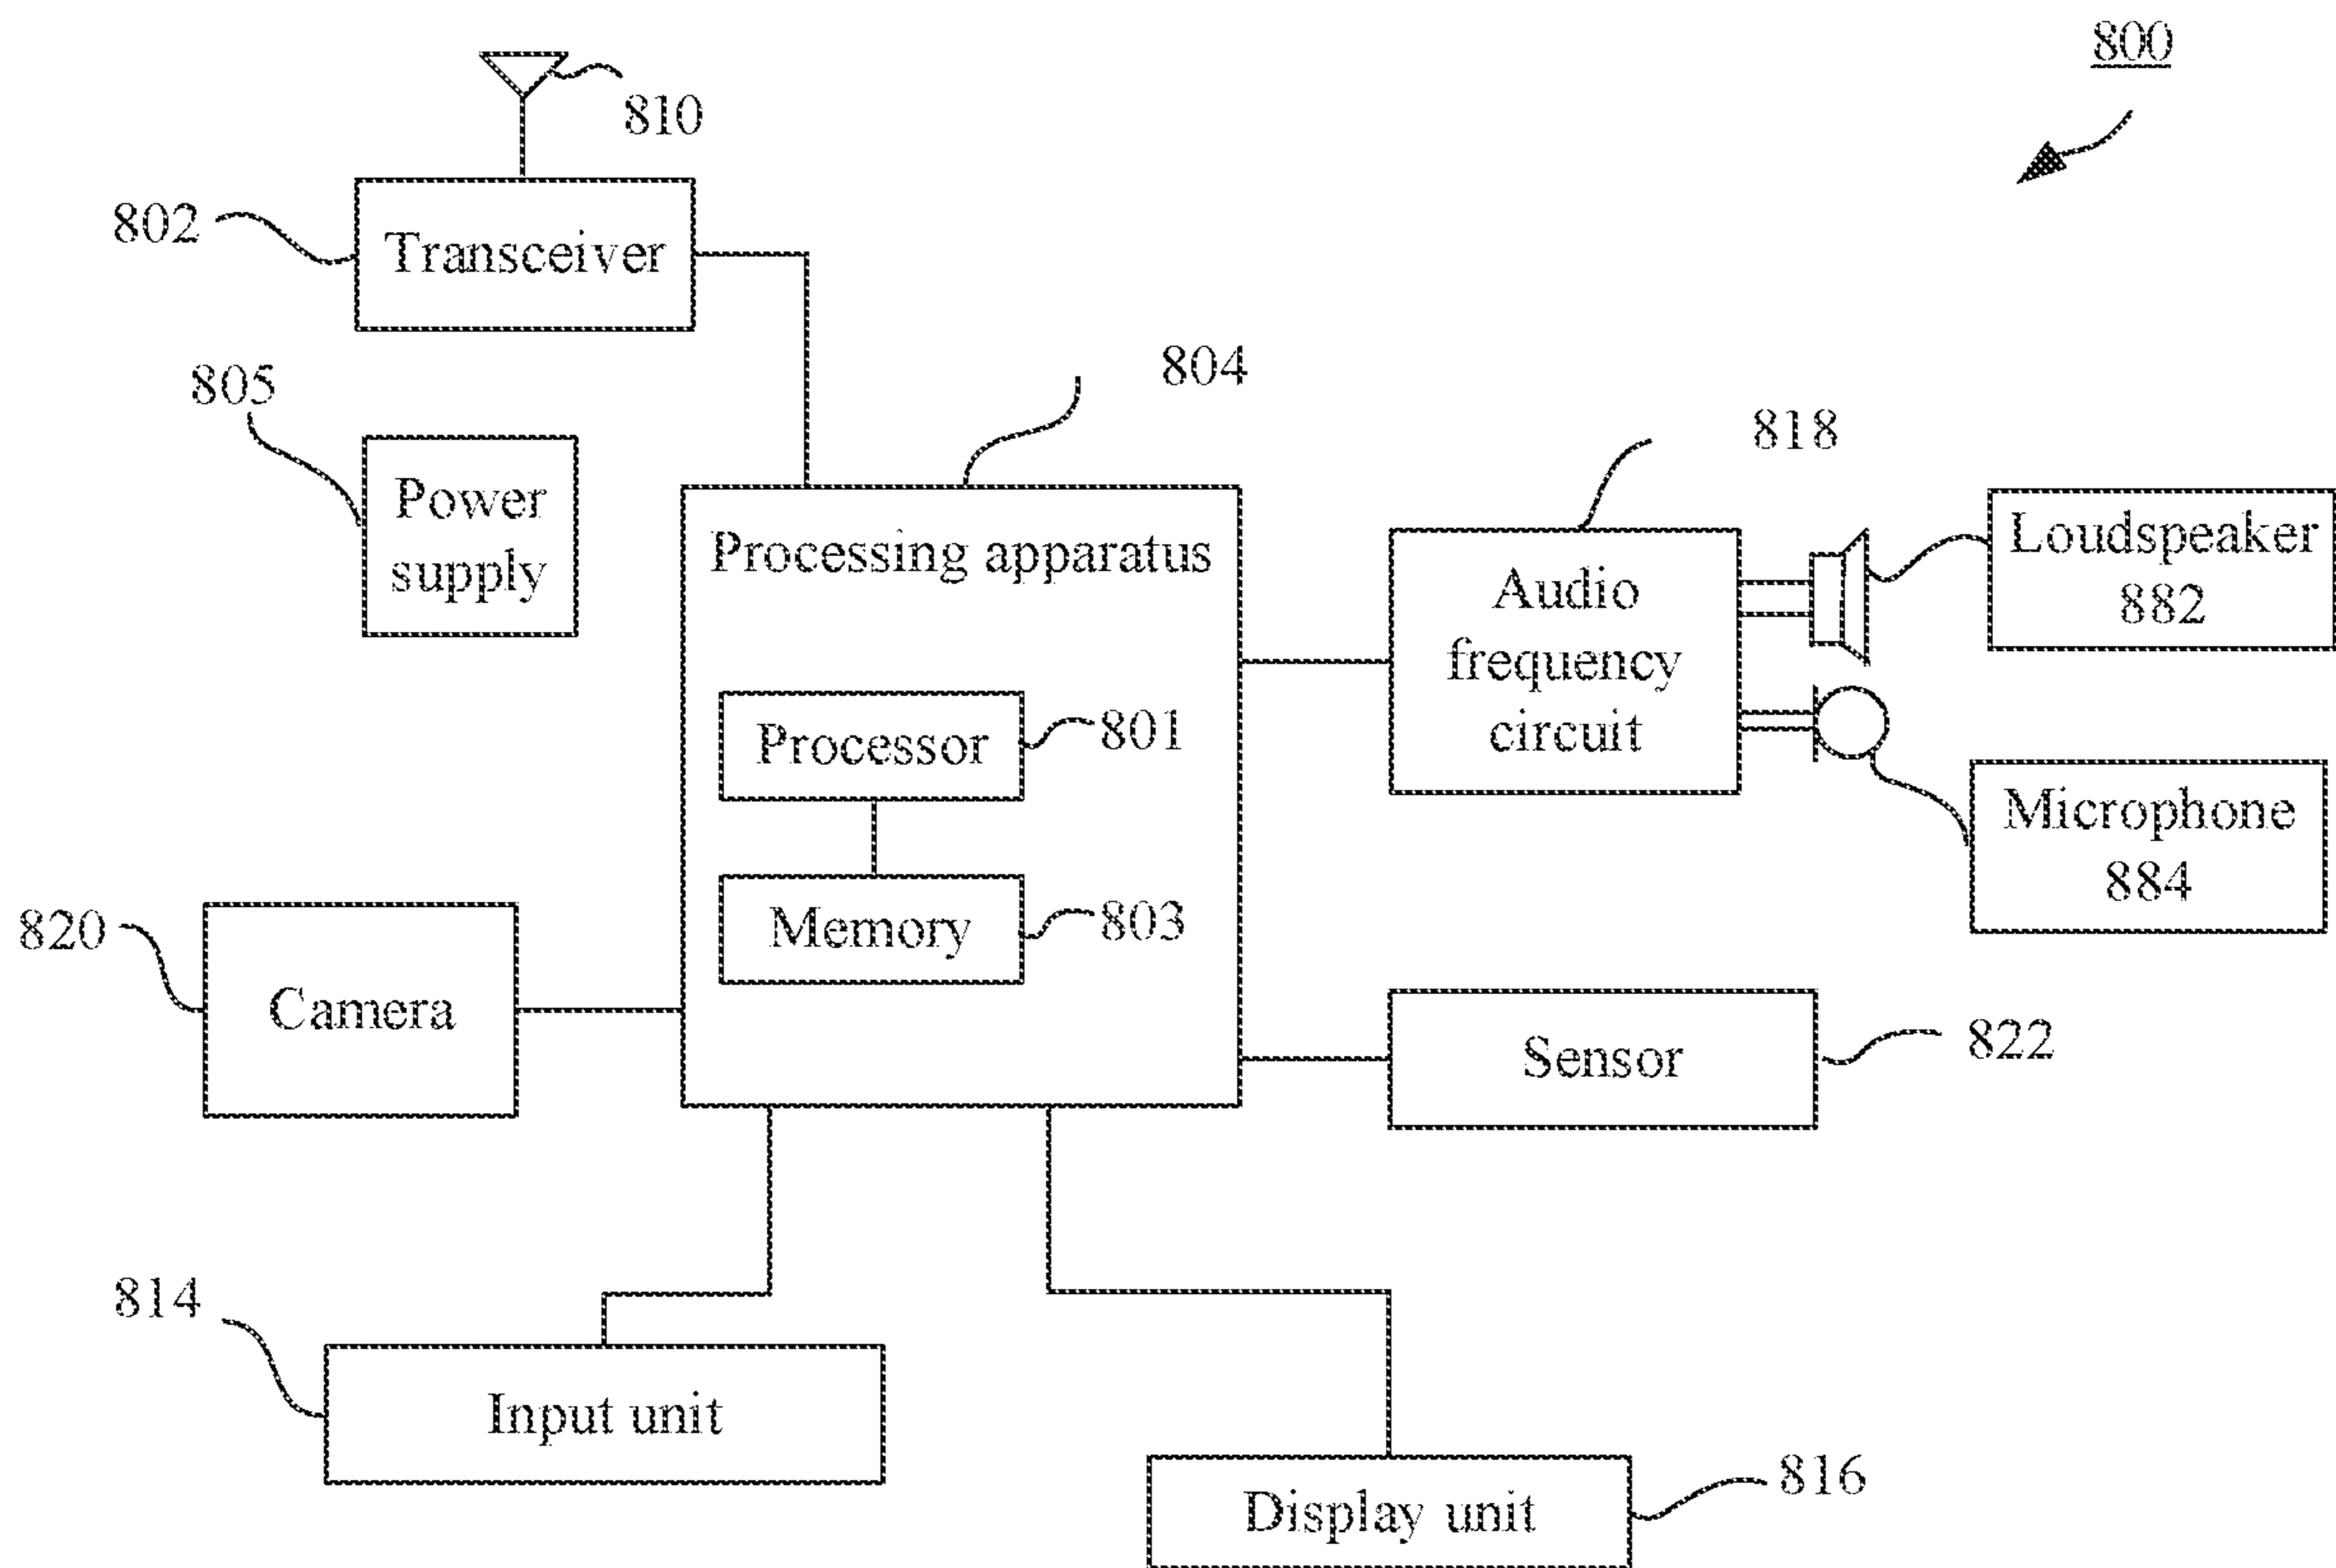 800
810
802
Transceiver
805
804
818
Power
supply
Processing apparatus
Loudspeaker
882
Audio
frequency
circuit
Processor
801
Microphone
884
Memory
803
820
Camera
Sensor
822
814
Input unit
816
Display unit